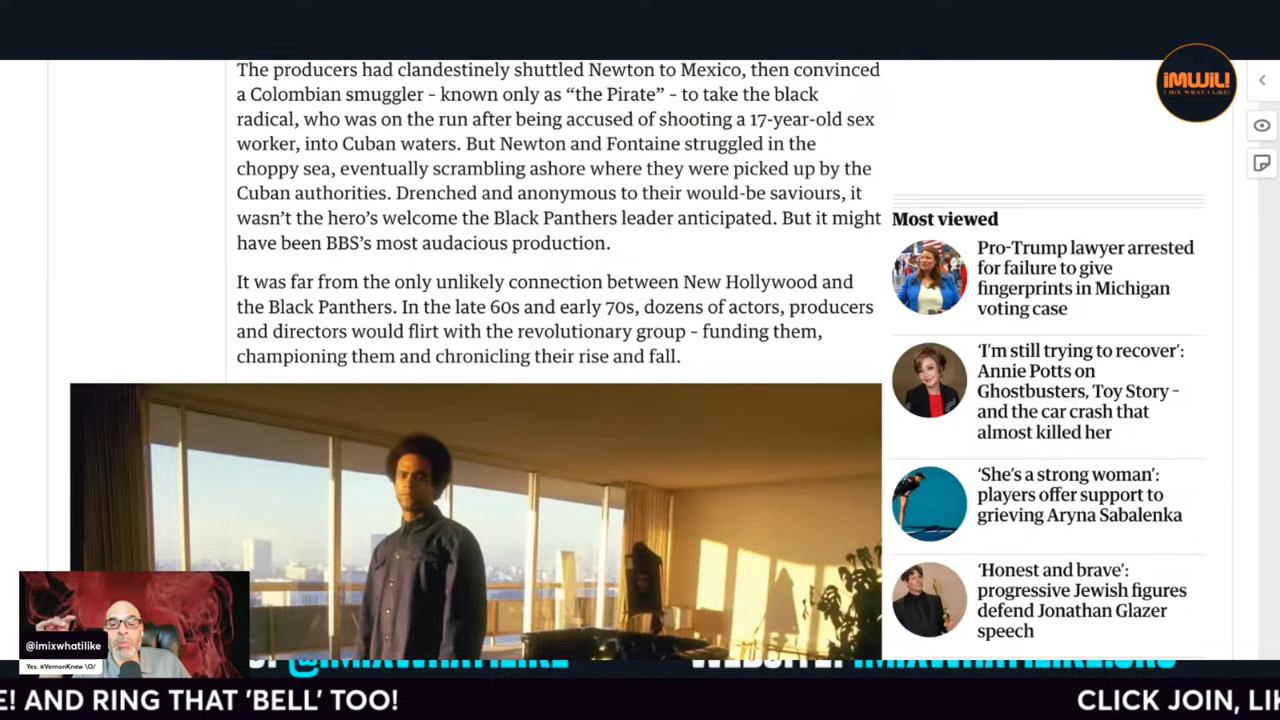 The producers had clandestinely shuttled Newton to Mexico, then convinced
a Colombian smuggler – known only as “the Pirate” – to take the black
radical, who was on the run after being accused of shooting a 17-year-old sex
worker, into Cuban waters. But Newton and Fontaine struggled in the
choppy sea, eventually scrambling ashore where they were picked up by the
Cuban authorities. Drenched and anonymous to their would-be saviours, it
wasn’t the hero’s welcome the Black Panthers leader anticipated. But it might
have been BBS’s most audacious production.
It was far from the only unlikely connection between New Hollywood and
the Black Panthers. In the late 60s and early 70s, dozens of actors, producers
and directors would flirt with the revolutionary group – funding them,
championing them and chronicling their rise and fall.
iMWiL!
I MIX WHAT I LIKE!
Most viewed
Pro-Trump lawyer arrested
for failure to give
fingerprints in Michigan
voting case
‘I’m still trying to recover’:
Annie Potts on
Ghostbusters, Toy Story –
and the car crash that
almost killed her
‘She’s a strong woman’:
players offer support to
grieving Aryna Sabalenka
‘Honest and brave’:
progressive Jewish figures
defend Jonathan Glazer
speech
@imixwhatilike
Yes. #VernonKnew \O/
@IMIXWHATILIKE
WEBSITE: IMIXWHATILIKE.ORG
E! AND RING THAT 'BELL' TOO!
CLICK JOIN, LI